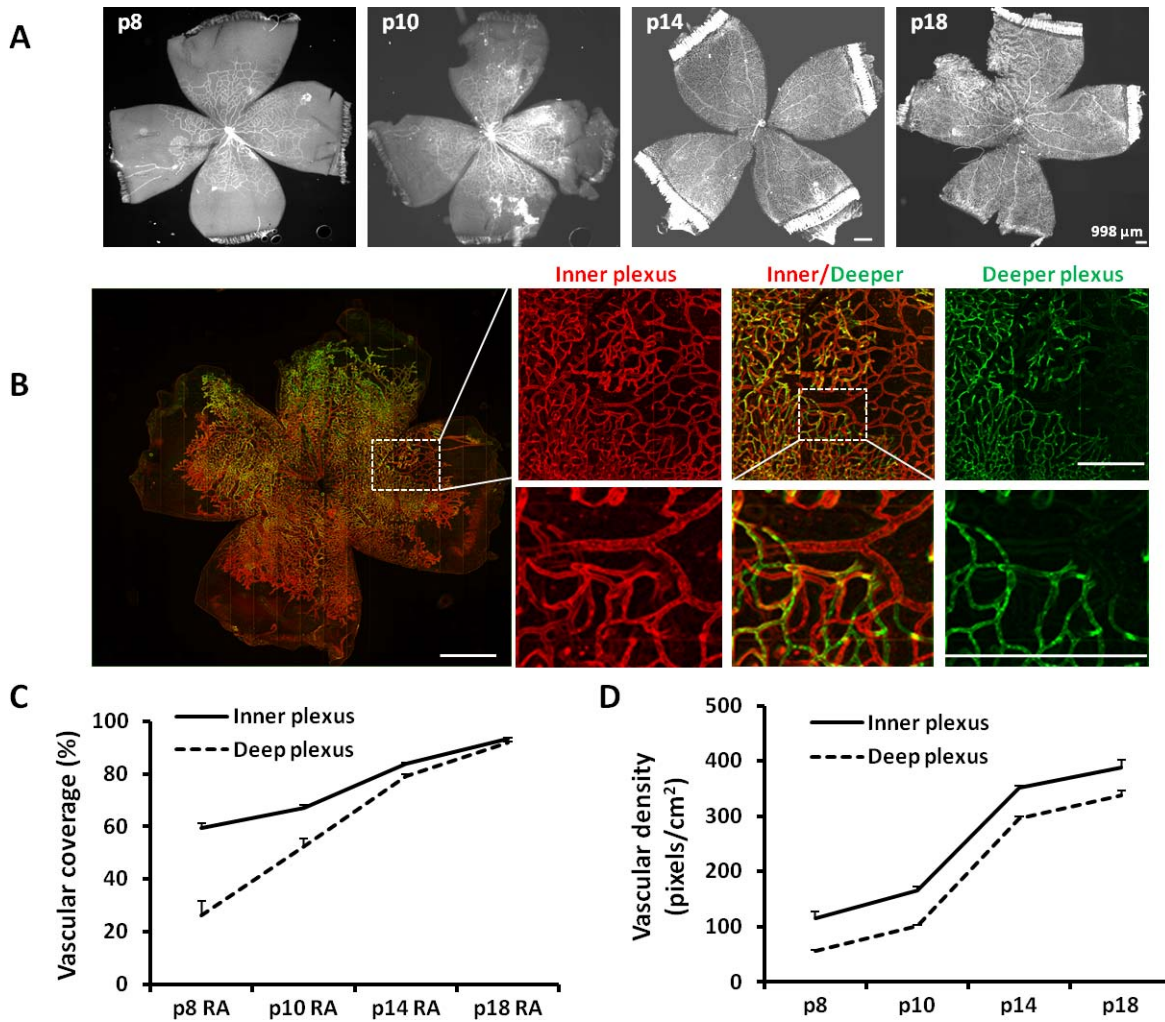 A
p8
p10
p14
p18
998 µm
B
Inner plexus
Inner/Deeper
Deeper plexus
C
Inner plexus
Deep plexus
Vascular coverage (%)
100
80
60
40
20
0
p8 RA
p10 RA
p14 RA
p18 RA
D
Inner plexus
Deep plexus
Vascular density
(pixels/cm²)
500
400
300
200
100
0
p8
p10
p14
p18